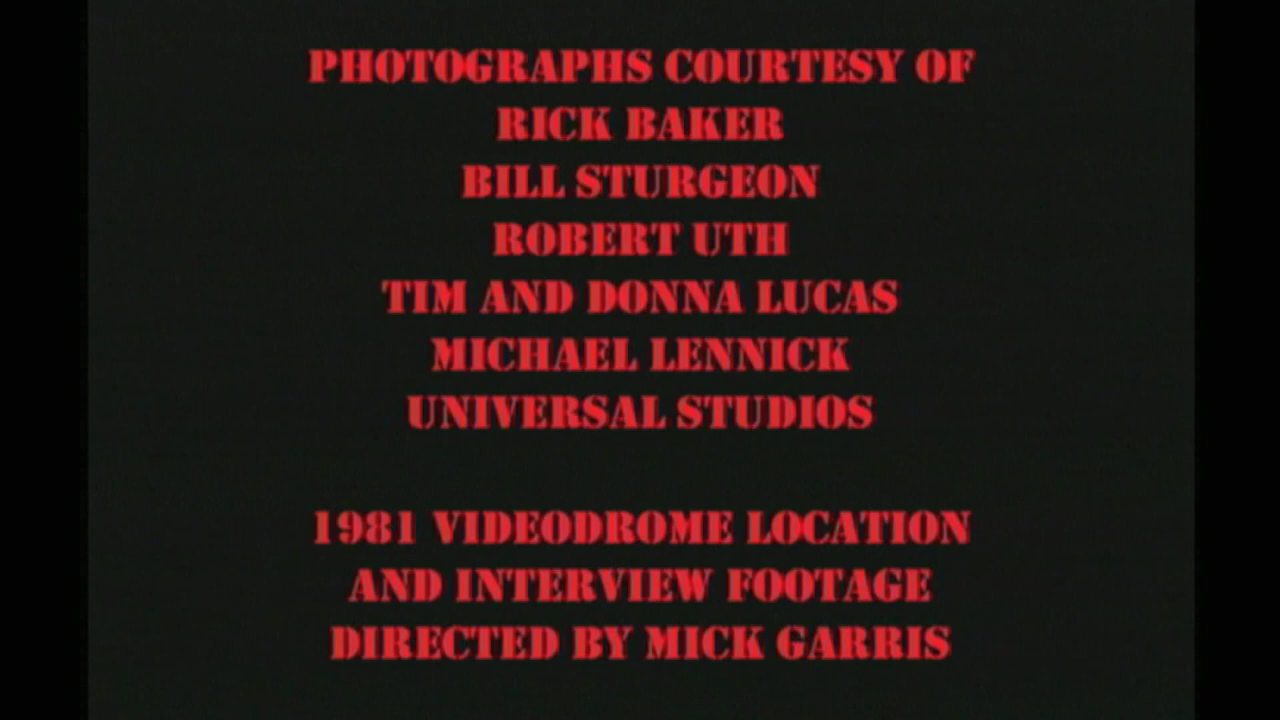 PHOTOGRAPHS COURTESY OF
RICK BAKER
BILL STURGEON
ROBERT UTH
TIM AND DONNA LUCAS
MICHAEL LENNICK
UNIVERSAL STUDIOS
1981 VIDEODROME LOCATION
AND INTERVIEW FOOTAGE
DIRECTED BY MICK GARRIS